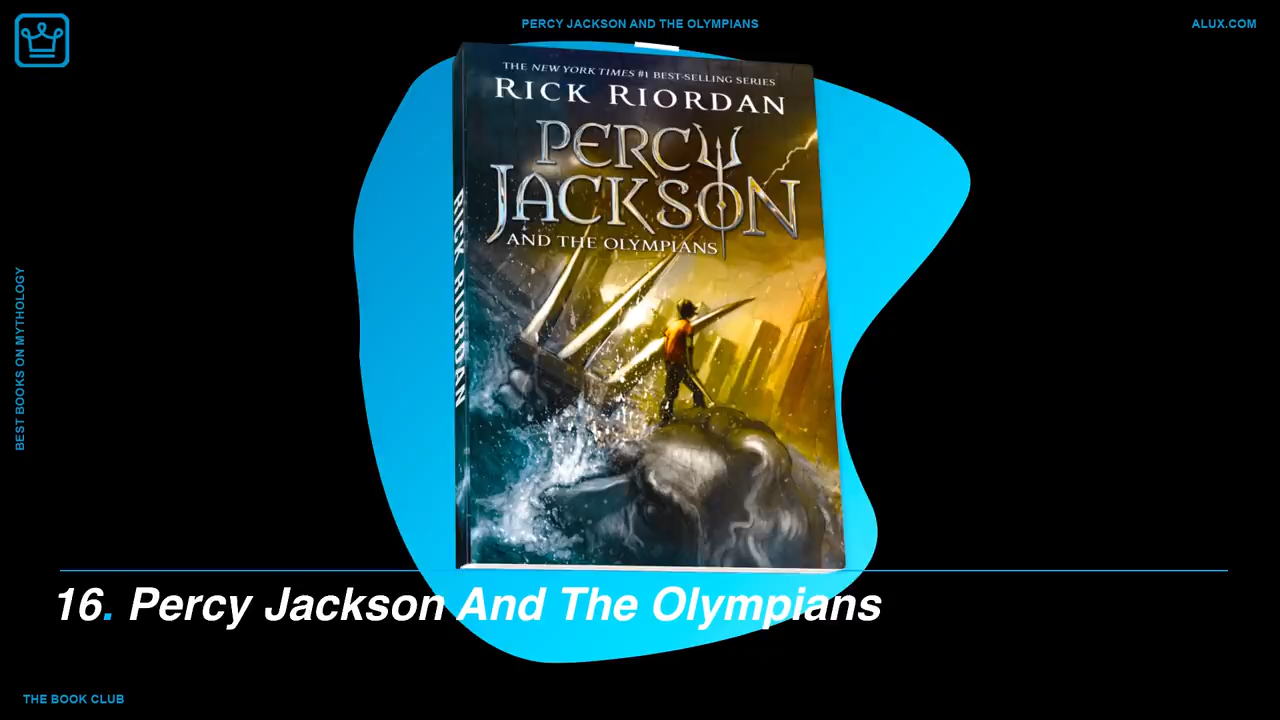 PERCY JACKSON AND THE OLYMPIANS
ALUX.COM
BEST BOOKS ON MYTHOLOGY
THE NEW YORK TIMES #1 BEST-SELLING SERIES
RICK RIORDAN
PERCY
JACKSON
AND THE OLYMPIANS
RICK RIORDAN
16. Percy Jackson And The Olympians
THE BOOK CLUB